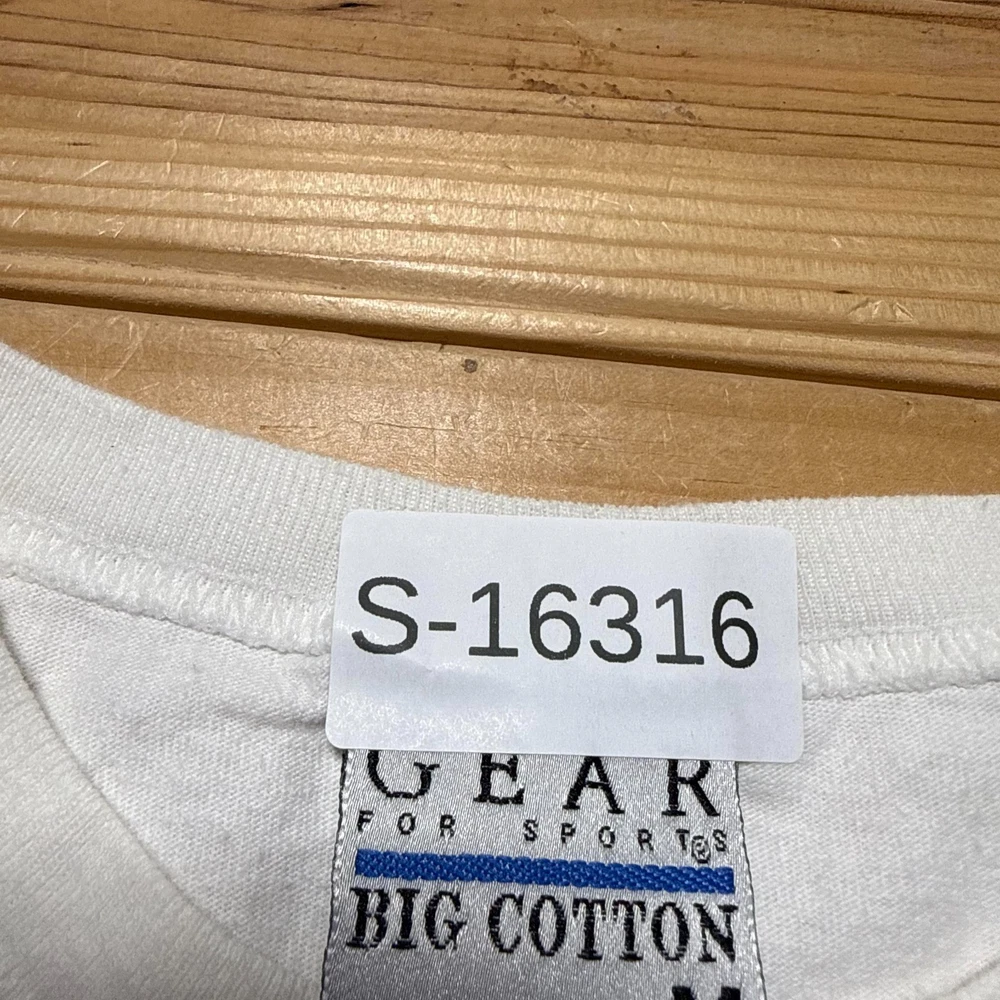 S-16316
GEAR
FOR SPORTS®
BIG COTTON
M